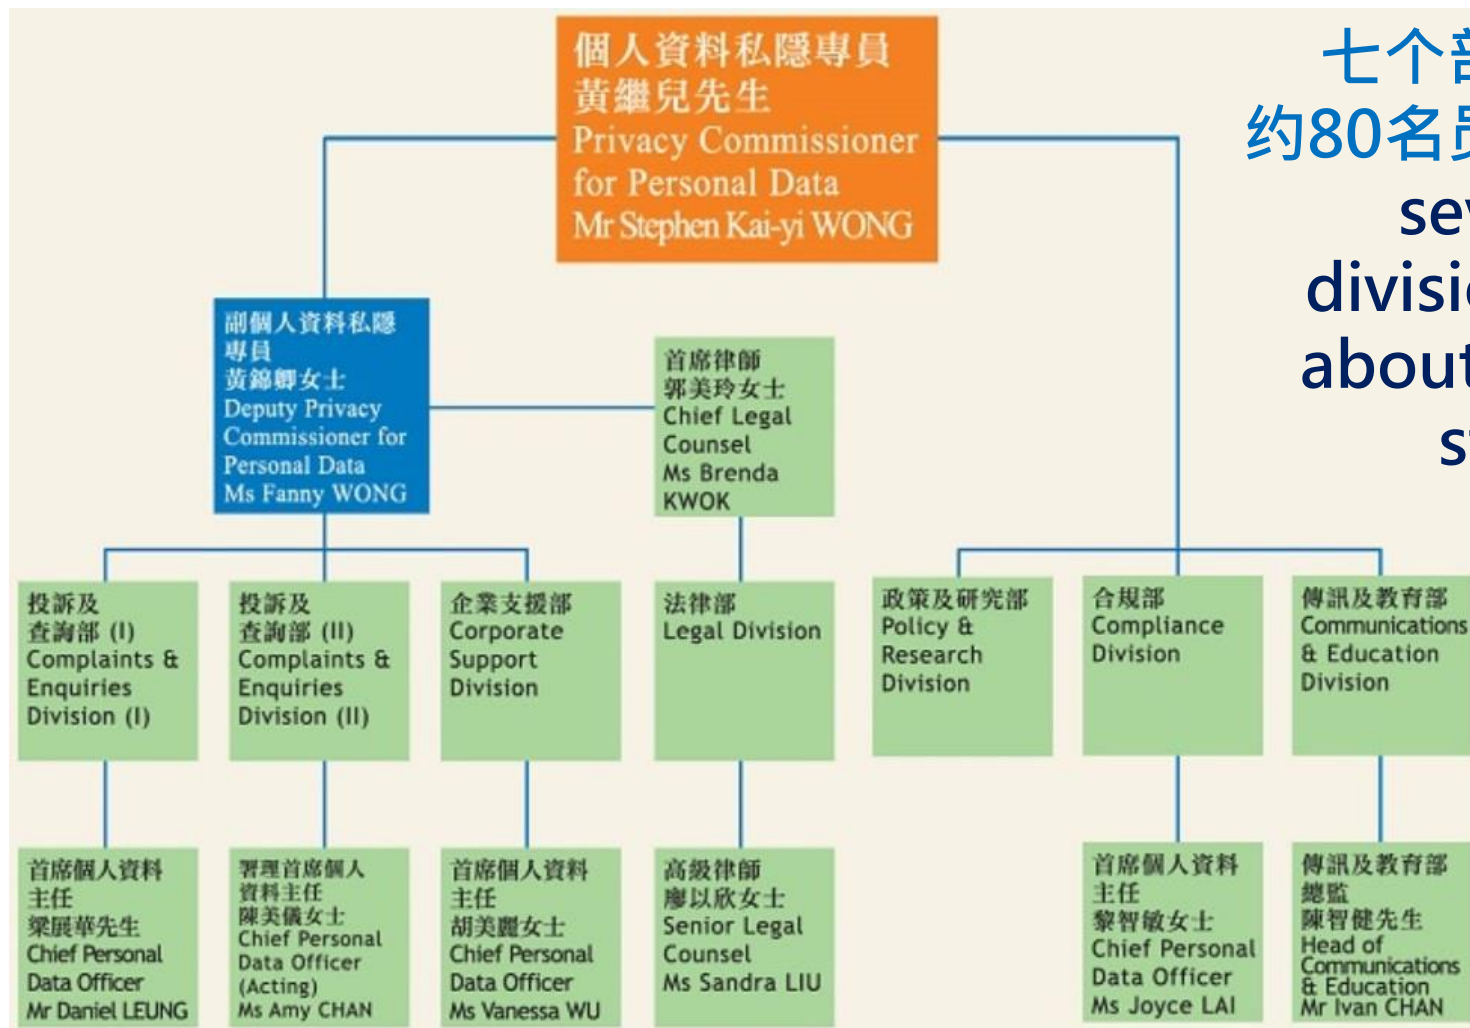 個人資料私隱專員
黃繼兒先生
Privacy Commissioner
for Personal Data
Mr Stephen Kai-yi WONG
七个
约80名
about
副個人資料私隱
專員
黃錦卿女士
Deputy Privacy
Commissioner for
Personal Data
Ms Fanny WONG
首席律師
郭美玲女士
Chief Legal
Counsel
Ms Brenda
KWOK
投訴及
查詢部 (I)
Complaints &
Enquiries
Division (I)
投訴及
查詢部 (II)
Complaints &
Enquiries
Division (II)
企業支援部
Corporate
Support
Division
法律部
Legal Division
政策及研究部
Policy &
Research
Division
合規部
Compliance
Division
傳訊及教育部
Communications
& Education
Division
首席個人資料
主任
梁展華先生
Chief Personal
Data Officer
Mr Daniel LEUNG
署理首席個人
資料主任
陳美儀女士
Chief Personal
Data Officer
(Acting)
Ms Amy CHAN
首席個人資料
主任
胡美麗女士
Chief Personal
Data Officer
Ms Vanessa WU
高級律師
廖以欣女士
Senior Legal
Counsel
Ms Sandra LIU
首席個人資料
主任
黎智敏女士
Chief Personal
Data Officer
Ms Joyce LAI
傳訊及教育部
總監
陳智健先生
Head of
Communications
& Education
Mr Ivan CHAN